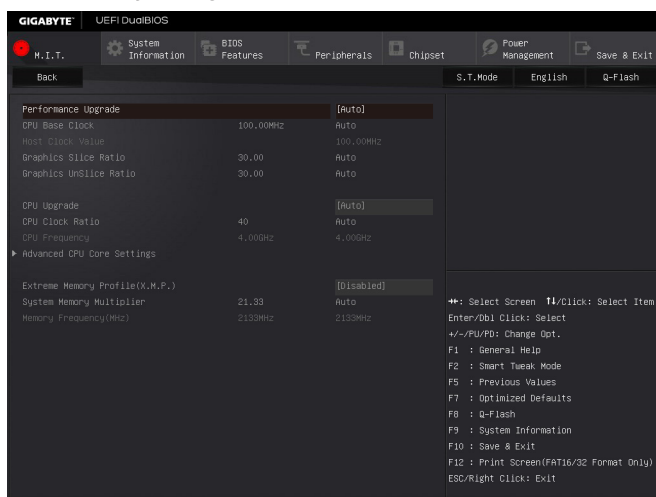 GIGABYTE™ UEFI DualBIOS
M.I.T. System Information BIOS Features Peripherals Chipset Power Management Save & Exit
Back S.T.Mode English Q-Flash
Performance Upgrade [Auto]
CPU Base Clock 100.00MHz Auto
Host Clock Value 100.00MHz
Graphics Slice Ratio 30.00 Auto
Graphics UnSlice Ratio 30.00 Auto
CPU Upgrade [Auto]
CPU Clock Ratio 40 Auto
CPU Frequency 4.00GHz 4.00GHz
Advanced CPU Core Settings
Extreme Memory Profile(X.M.P.) [Disabled]
System Memory Multiplier 21.33 Auto
Memory Frequency(MHz) 2133MHz 2133MHz
→←: Select Screen ↑↓/Click: Select Item
Enter/Dbl Click: Select
+/-/PU/PD: Change Opt.
F1 : General Help
F2 : Smart Tweak Mode
F5 : Previous Values
F7 : Optimized Defaults
F8 : Q-Flash
F9 : System Information
F10 : Save & Exit
F12 : Print Screen(FAT16/32 Format Only)
ESC/Right Click: Exit